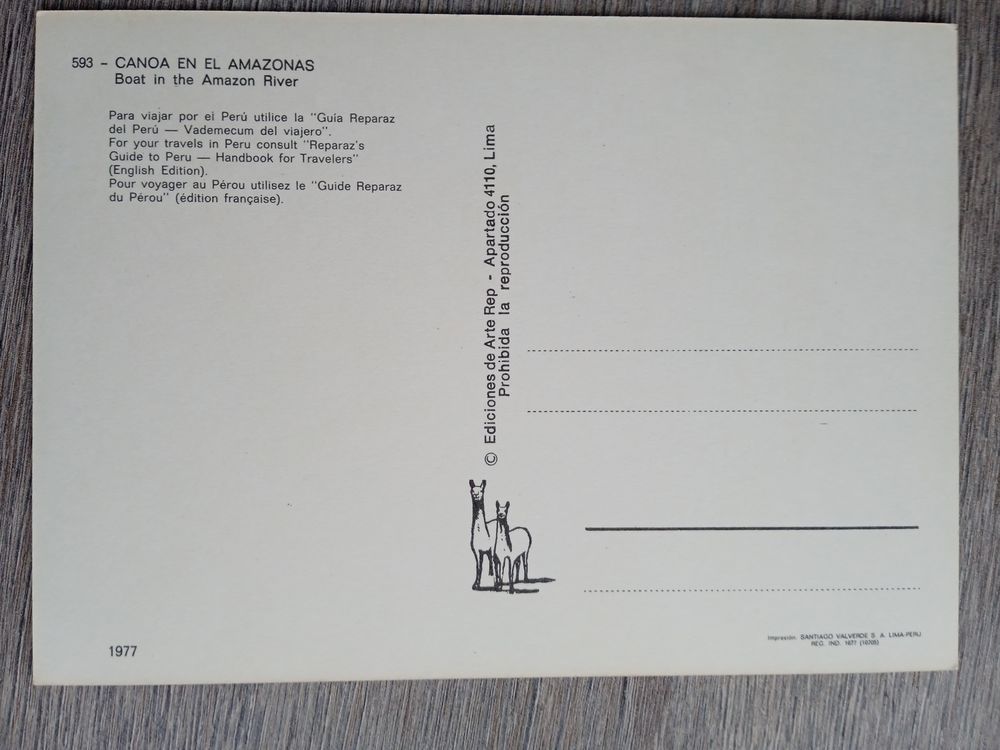 593 - CANOA EN EL AMAZONAS
Boat in the Amazon River
Para viajar por el Perú utilice la "Guía Reparaz
del Perú — Vademecum del viajero".
For your travels in Peru consult "Reparaz's
Guide to Peru — Handbook for Travelers"
(English Edition).
Pour voyager au Pérou utilisez le "Guide Reparaz
du Pérou" (édition française).
© Ediciones de Arte Rep - Apartado 4110, Lima
Prohibida la reproducción
1977
Impresión. SANTIAGO VALVERDE S. A. LIMA-PERU
REG. IND. 1677